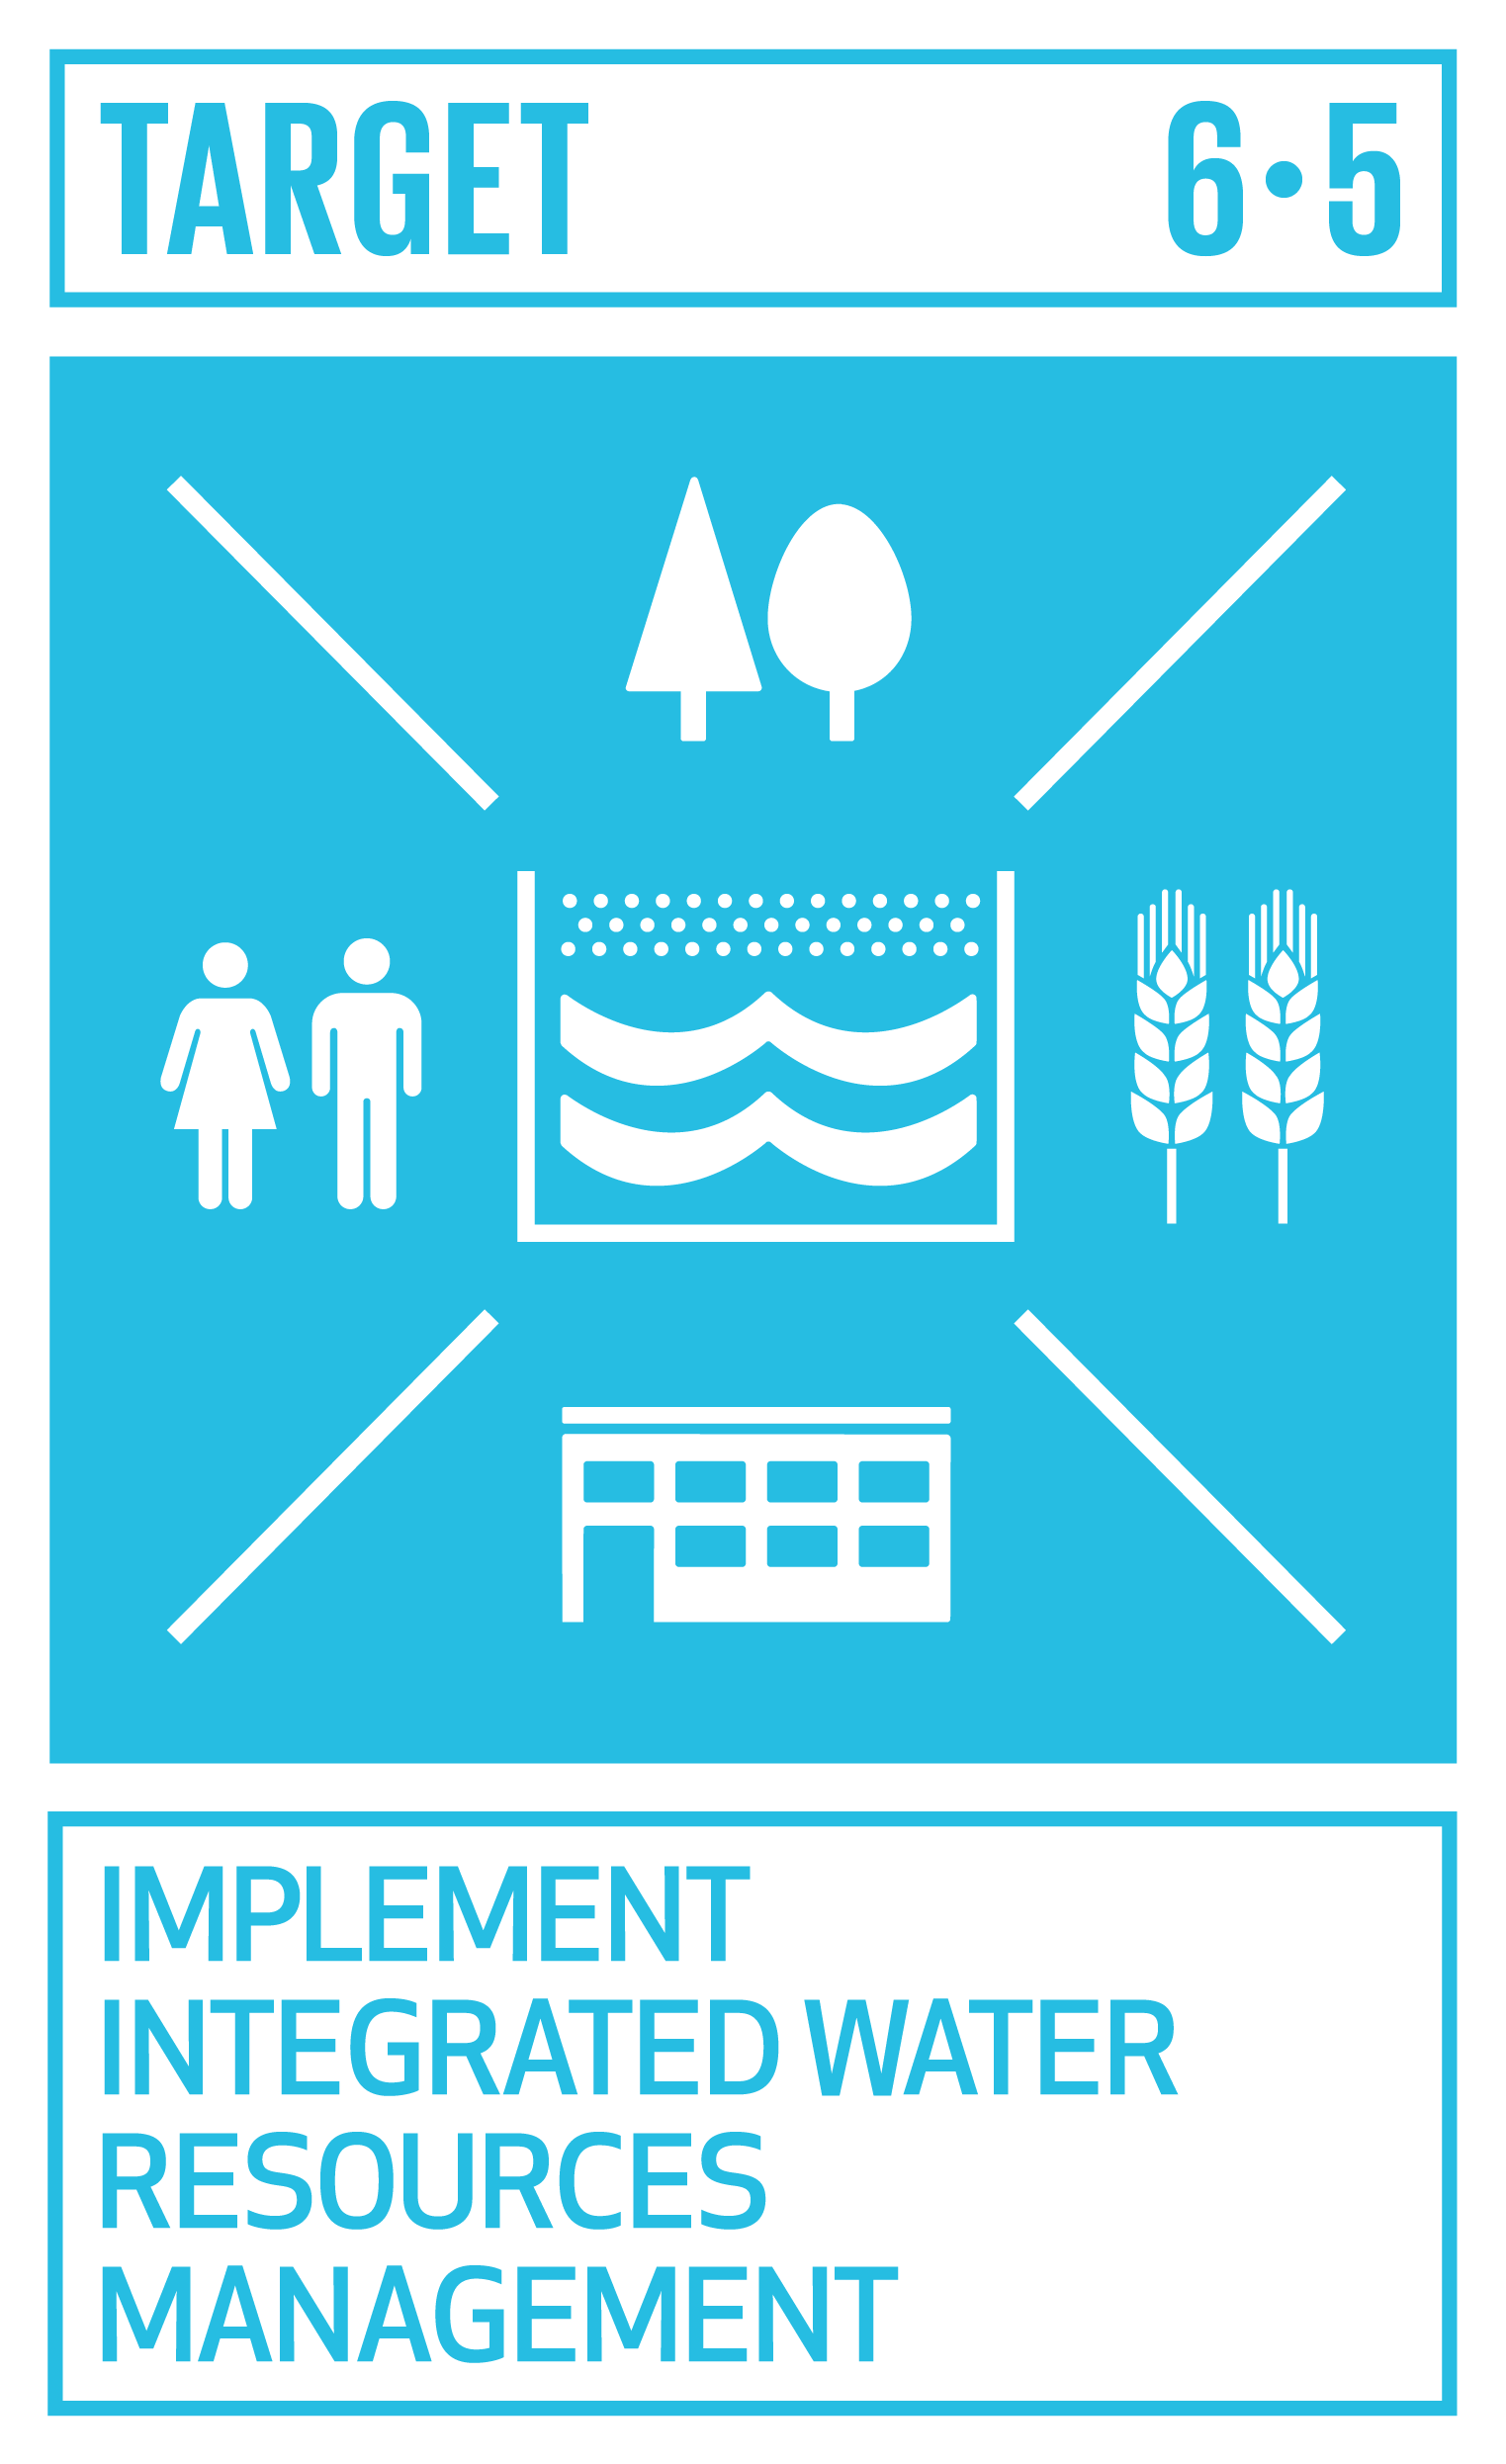 TARGET 6·5
IMPLEMENT
INTEGRATED WATER
RESOURCES
MANAGEMENT